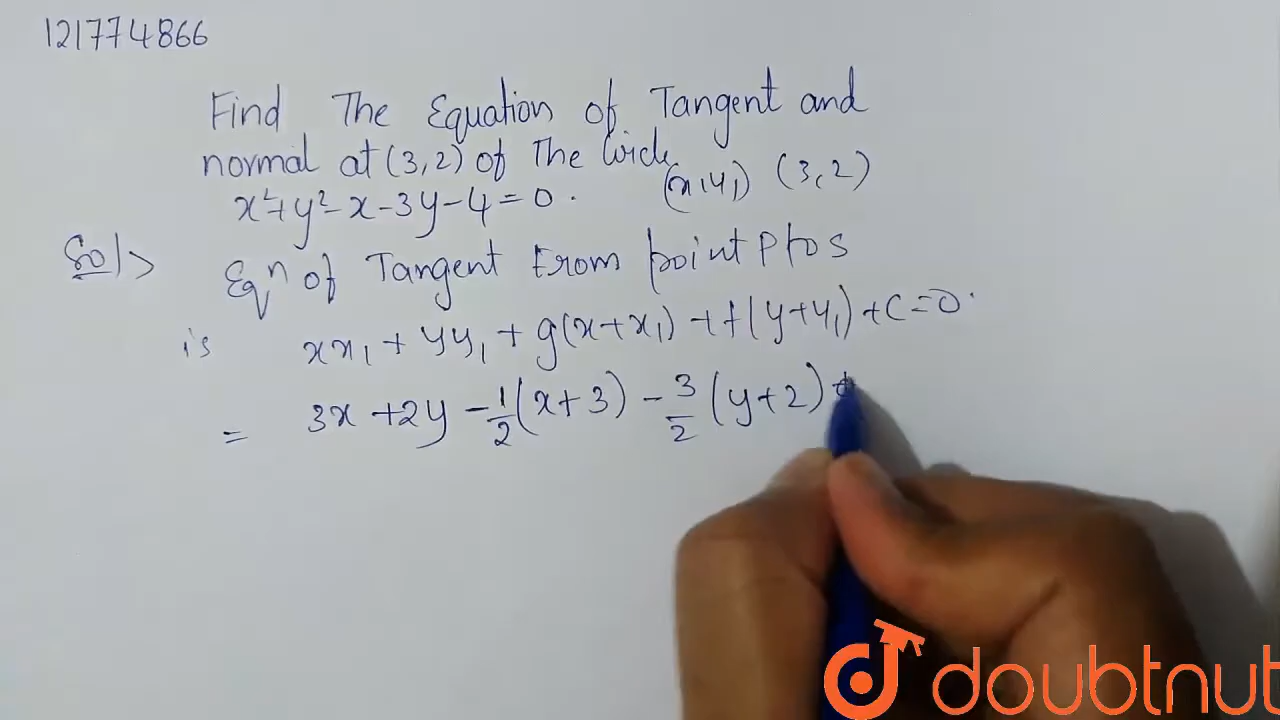 121774866
Find The Equation of Tangent and
normal at (3,2) of The Circle
(x1 y1) (3,2)
x²+y²-x-3y-4=0.
Sol> Eqⁿ of Tangent from point P to S
is xx₁ + yy₁ + g(x+x₁) + f(y+y₁) + c = 0.
= 3x + 2y - 1/2 (x+3) - 3/2 (y+2) +
doubtnut